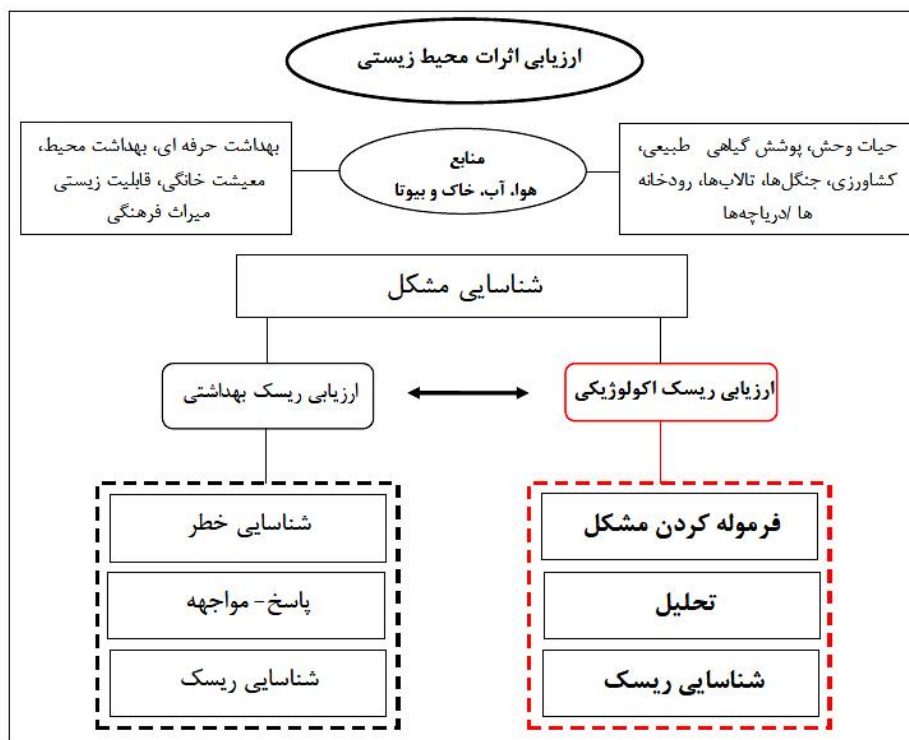 ارزیابی اثرات محیط زیستی
حیات وحش، پوشش گیاهی طبیعی،
کشاورزی، جنگل‌ها، تالاب‌ها، رودخانه
ها /دریاچه‌ها
منابع
هوا، آب، خاک و بیوتا
بهداشت حرفه ای، بهداشت محیط،
معیشت خانگی، قابلیت زیستی
میراث فرهنگی
شناسایی مشکل
ارزیابی ریسک اکولوژیکی
ارزیابی ریسک بهداشتی
فرموله کردن مشکل
تحلیل
شناسایی ریسک
شناسایی خطر
پاسخ- مواجهه
شناسایی ریسک